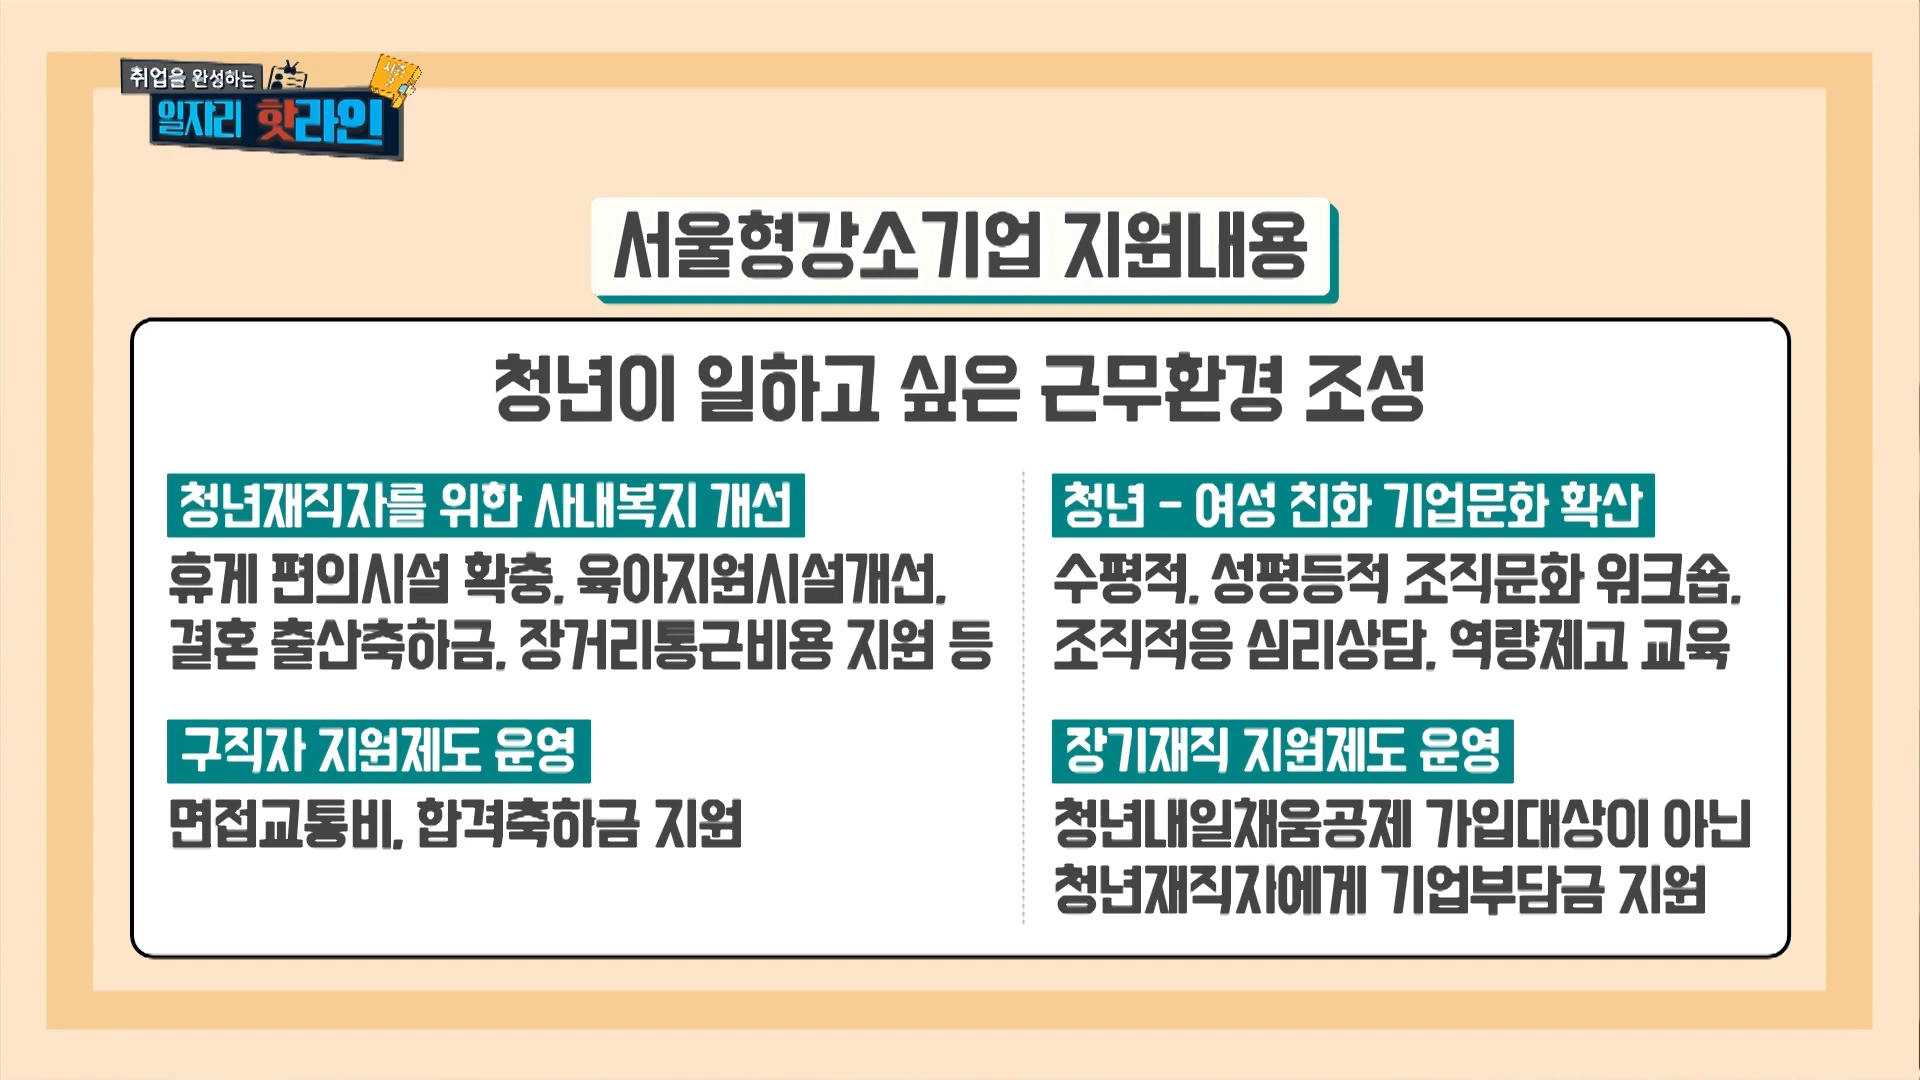 취업을 완성하는
일자리 핫라인
서울형강소기업 지원내용
청년이 일하고 싶은 근무환경 조성
청년재직자를 위한 사내복지 개선
휴게 편의시설 확충, 육아지원시설개선,
결혼 출산축하금, 장거리통근비용 지원 등
구직자 지원제도 운영
면접교통비, 합격축하금 지원
청년 - 여성 친화 기업문화 확산
수평적, 성평등적 조직문화 워크숍,
조직적응 심리상담, 역량제고 교육
장기재직 지원제도 운영
청년내일채움공제 가입대상이 아닌
청년재직자에게 기업부담금 지원